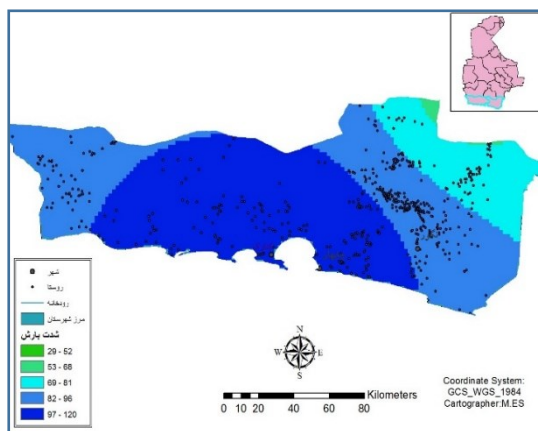 شهر
روستا
رودخانه
مرز شهرستان
شدت بارش
29 - 52
53 - 68
69 - 81
82 - 96
97 - 120
N
W
E
S
Kilometers
0 10 20 40 60 80
Coordinate System:
GCS_WGS_1984
Cartographer:M.ES